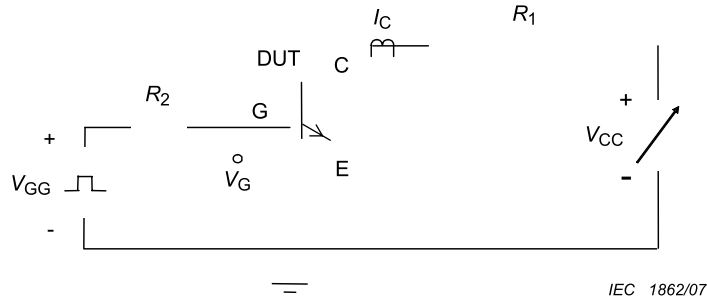 I_C
R_1
DUT
C
R_2
G
+
+
V_CC
E
V_G
V_GG
-
-
IEC 1862/07